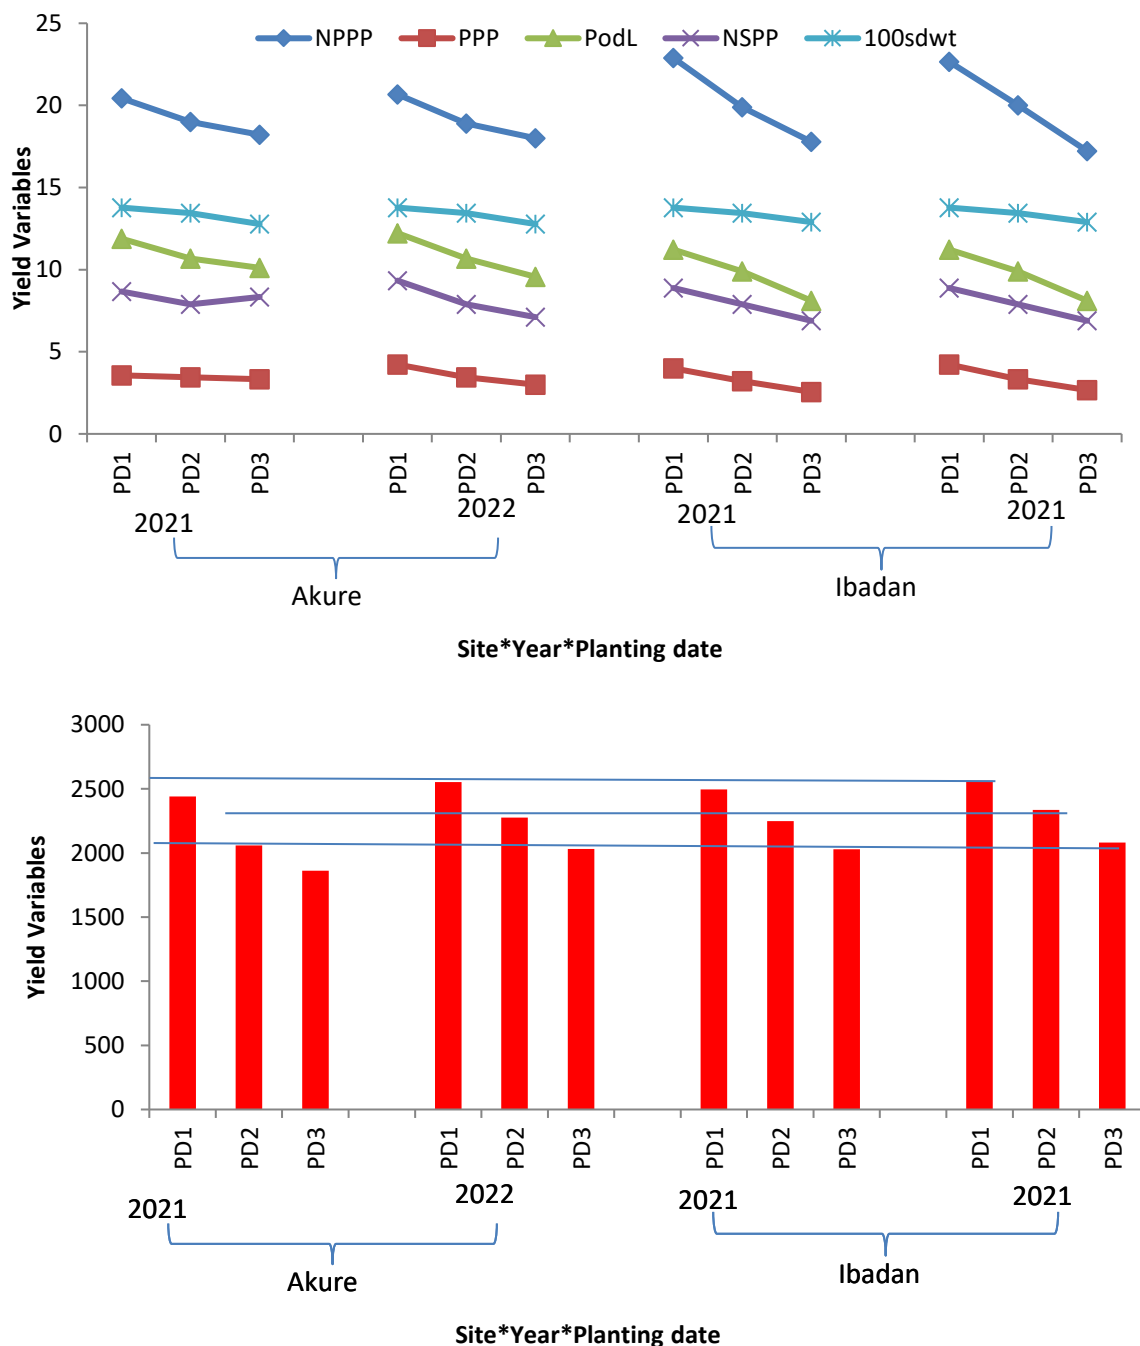 25
NPPP PPP PodL NSPP 100sdwt
20
15
10
5
0
Yield Variables
PD1 PD2 PD3 PD1 PD2 PD3 PD1 PD2 PD3 PD1 PD2 PD3
2021 2022 2021 2021
Akure Ibadan
Site*Year*Planting date
3000
2500
2000
1500
1000
500
0
Yield Variables
PD1 PD2 PD3 PD1 PD2 PD3 PD1 PD2 PD3 PD1 PD2 PD3
2021 2022 2021 2021
Akure Ibadan
Site*Year*Planting date